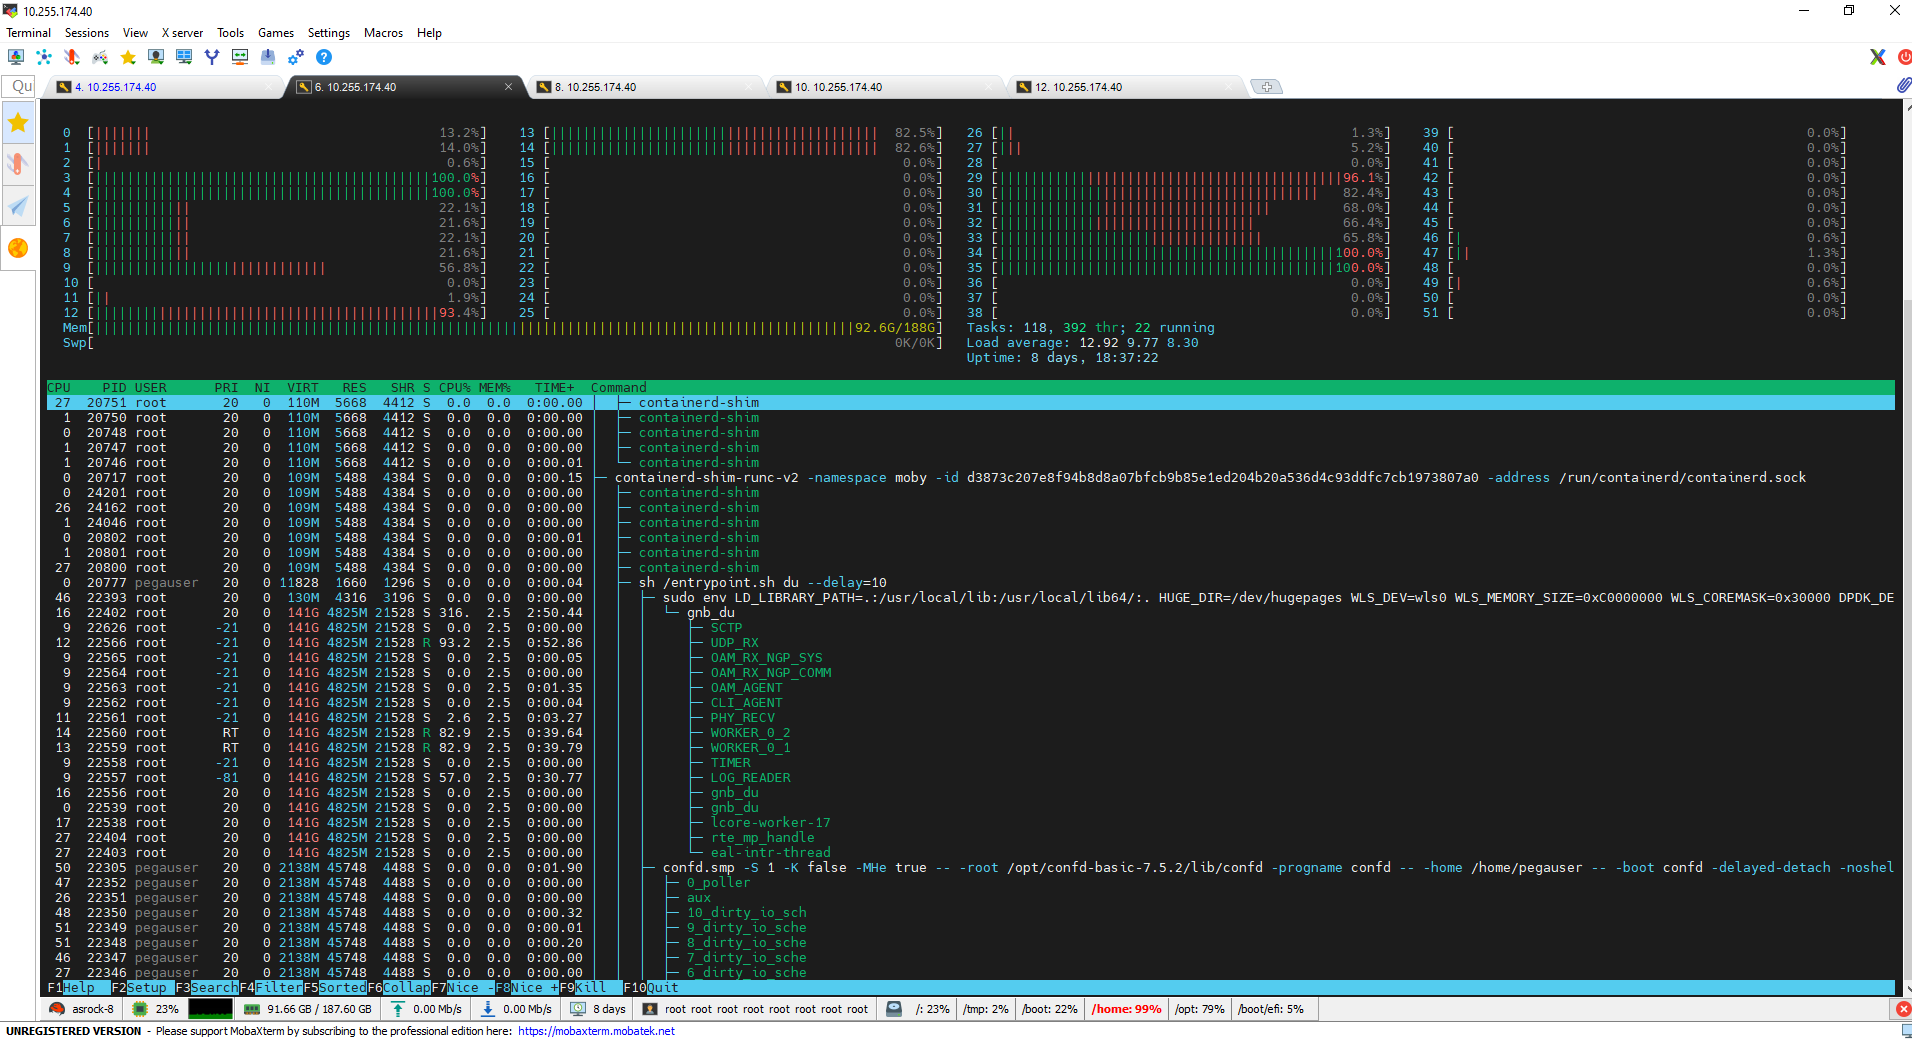 10.255.174.40
Terminal Sessions View X server Tools Games Settings Macros Help
Qu 4. 10.255.174.40 6. 10.255.174.40 8. 10.255.174.40 10. 10.255.174.40 12. 10.255.174.40
0 [ 13.2%] 13 [ 82.5%] 26 [ 1.3%] 39 [ 0.0%]
1 [ 14.0%] 14 [ 82.6%] 27 [ 5.2%] 40 [ 0.0%]
2 [ 0.6%] 15 [ 0.0%] 28 [ 0.0%] 41 [ 0.0%]
3 [ 100.0%] 16 [ 0.0%] 29 [ 96.1%] 42 [ 0.0%]
4 [ 100.0%] 17 [ 0.0%] 30 [ 82.4%] 43 [ 0.0%]
5 [ 22.1%] 18 [ 0.0%] 31 [ 68.0%] 44 [ 0.0%]
6 [ 21.6%] 19 [ 0.0%] 32 [ 66.4%] 45 [ 0.0%]
7 [ 22.1%] 20 [ 0.0%] 33 [ 65.8%] 46 [ 0.6%]
8 [ 21.6%] 21 [ 0.0%] 34 [ 100.0%] 47 [ 1.3%]
9 [ 56.8%] 22 [ 0.0%] 35 [ 100.0%] 48 [ 0.0%]
10 [ 0.0%] 23 [ 0.0%] 36 [ 0.0%] 49 [ 0.6%]
11 [ 1.9%] 24 [ 0.0%] 37 [ 0.0%] 50 [ 0.0%]
12 [ 93.4%] 25 [ 0.0%] 38 [ 0.0%] 51 [ 0.0%]
Mem[ 92.6G/188G] Tasks: 118, 392 thr; 22 running
Swp[ 0K/0K] Load average: 12.92 9.77 8.30
Uptime: 8 days, 18:37:22
CPU PID USER PRI NI VIRT RES SHR S CPU% MEM% TIME+ Command
27 20751 root 20 0 110M 5668 4412 S 0.0 0.0 0:00.00 containerd-shim
1 20750 root 20 0 110M 5668 4412 S 0.0 0.0 0:00.00 containerd-shim
0 20748 root 20 0 110M 5668 4412 S 0.0 0.0 0:00.00 containerd-shim
1 20747 root 20 0 110M 5668 4412 S 0.0 0.0 0:00.00 containerd-shim
1 20746 root 20 0 110M 5668 4412 S 0.0 0.0 0:00.01 containerd-shim
0 20717 root 20 0 109M 5488 4384 S 0.0 0.0 0:00.15 containerd-shim-runc-v2 -namespace moby -id d3873c207e8f94b8d8a07bfcb9b85e1ed204b20a536d4c93ddfc7cb1973807a0 -address /run/containerd/containerd.sock
0 24201 root 20 0 109M 5488 4384 S 0.0 0.0 0:00.00 containerd-shim
26 24162 root 20 0 109M 5488 4384 S 0.0 0.0 0:00.00 containerd-shim
1 24046 root 20 0 109M 5488 4384 S 0.0 0.0 0:00.00 containerd-shim
0 20802 root 20 0 109M 5488 4384 S 0.0 0.0 0:00.01 containerd-shim
1 20801 root 20 0 109M 5488 4384 S 0.0 0.0 0:00.00 containerd-shim
27 20800 root 20 0 109M 5488 4384 S 0.0 0.0 0:00.00 containerd-shim
0 20777 pegauser 20 0 11828 1660 1296 S 0.0 0.0 0:00.04 sh /entrypoint.sh du --delay=10
46 22393 root 20 0 130M 4316 3196 S 0.0 0.0 0:00.00 sudo env LD_LIBRARY_PATH=.:/usr/local/lib:/usr/local/lib64/:. HUGE_DIR=/dev/hugepages WLS_DEV=wls0 WLS_MEMORY_SIZE=0xC0000000 WLS_COREMASK=0x30000 DPDK_DE
16 22402 root 20 0 141G 4825M 21528 S 316. 2.5 2:50.44 gnb_du
9 22626 root -21 0 141G 4825M 21528 S 0.0 2.5 0:00.00 SCTP
12 22566 root -21 0 141G 4825M 21528 R 93.2 2.5 0:52.86 UDP_RX
9 22565 root -21 0 141G 4825M 21528 S 0.0 2.5 0:00.05 OAM_RX_NGP_SYS
9 22564 root -21 0 141G 4825M 21528 S 0.0 2.5 0:00.00 OAM_RX_NGP_COMM
9 22563 root -21 0 141G 4825M 21528 S 0.0 2.5 0:01.35 OAM_AGENT
9 22562 root -21 0 141G 4825M 21528 S 0.0 2.5 0:00.04 CLI_AGENT
11 22561 root -21 0 141G 4825M 21528 S 2.6 2.5 0:03.27 PHY_RECV
14 22560 root RT 0 141G 4825M 21528 R 82.9 2.5 0:39.64 WORKER_0_2
13 22559 root RT 0 141G 4825M 21528 R 82.9 2.5 0:39.79 WORKER_0_1
9 22558 root -21 0 141G 4825M 21528 S 0.0 2.5 0:00.00 TIMER
9 22557 root -81 0 141G 4825M 21528 S 57.0 2.5 0:30.77 LOG_READER
16 22556 root 20 0 141G 4825M 21528 S 0.0 2.5 0:00.00 gnb_du
0 22539 root 20 0 141G 4825M 21528 S 0.0 2.5 0:00.00 gnb_du
17 22538 root 20 0 141G 4825M 21528 S 0.0 2.5 0:00.00 lcore-worker-17
27 22404 root 20 0 141G 4825M 21528 S 0.0 2.5 0:00.00 rte_mp_handle
27 22403 root 20 0 141G 4825M 21528 S 0.0 2.5 0:00.00 eal-intr-thread
50 22305 pegauser 20 0 2138M 45748 4488 S 0.0 0.0 0:01.90 confd.smp -S 1 -K false -MHe true -- -root /opt/confd-basic-7.5.2/lib/confd -progname confd -- -home /home/pegauser -- -boot confd -delayed-detach -noshel
47 22352 pegauser 20 0 2138M 45748 4488 S 0.0 0.0 0:00.00 0_poller
26 22351 pegauser 20 0 2138M 45748 4488 S 0.0 0.0 0:00.00 aux
48 22350 pegauser 20 0 2138M 45748 4488 S 0.0 0.0 0:00.32 10_dirty_io_sch
51 22349 pegauser 20 0 2138M 45748 4488 S 0.0 0.0 0:00.01 9_dirty_io_sche
51 22348 pegauser 20 0 2138M 45748 4488 S 0.0 0.0 0:00.20 8_dirty_io_sche
46 22347 pegauser 20 0 2138M 45748 4488 S 0.0 0.0 0:00.00 7_dirty_io_sche
27 22346 pegauser 20 0 2138M 45748 4488 S 0.0 0.0 0:00.00 6_dirty_io_sche
F1Help F2Setup F3SearchF4FilterF5SortedF6CollapF7Nice -F8Nice +F9Kill F10Quit
asrock-8 23% 91.66 GB / 187.60 GB 0.00 Mb/s 0.00 Mb/s 8 days root root root root root root root root /: 23% /tmp: 2% /boot: 22% /home: 99% /opt: 79% /boot/efi: 5%
UNREGISTERED VERSION - Please support MobaXterm by subscribing to the professional edition here: https://mobaxterm.mobatek.net